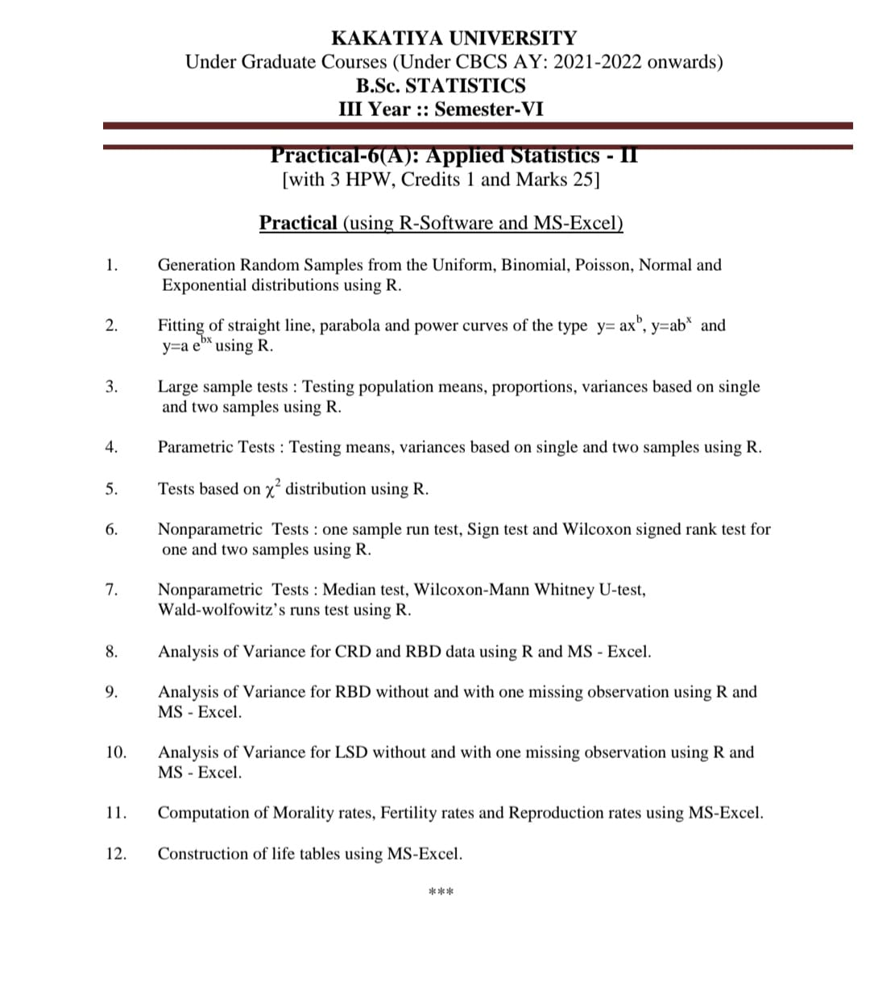 KAKATIYA UNIVERSITY
Under Graduate Courses (Under CBCS AY: 2021-2022 onwards)
B.Sc. STATISTICS
III Year :: Semester-VI
Practical-6(A): Applied Statistics - II
[with 3 HPW, Credits 1 and Marks 25]
Practical (using R-Software and MS-Excel)
1. Generation Random Samples from the Uniform, Binomial, Poisson, Normal and
Exponential distributions using R.
2. Fitting of straight line, parabola and power curves of the type y= ax^b, y=ab^x and
y=a e^bx using R.
3. Large sample tests : Testing population means, proportions, variances based on single
and two samples using R.
4. Parametric Tests : Testing means, variances based on single and two samples using R.
5. Tests based on χ² distribution using R.
6. Nonparametric Tests : one sample run test, Sign test and Wilcoxon signed rank test for
one and two samples using R.
7. Nonparametric Tests : Median test, Wilcoxon-Mann Whitney U-test,
Wald-wolfowitz’s runs test using R.
8. Analysis of Variance for CRD and RBD data using R and MS - Excel.
9. Analysis of Variance for RBD without and with one missing observation using R and
MS - Excel.
10. Analysis of Variance for LSD without and with one missing observation using R and
MS - Excel.
11. Computation of Morality rates, Fertility rates and Reproduction rates using MS-Excel.
12. Construction of life tables using MS-Excel.
***